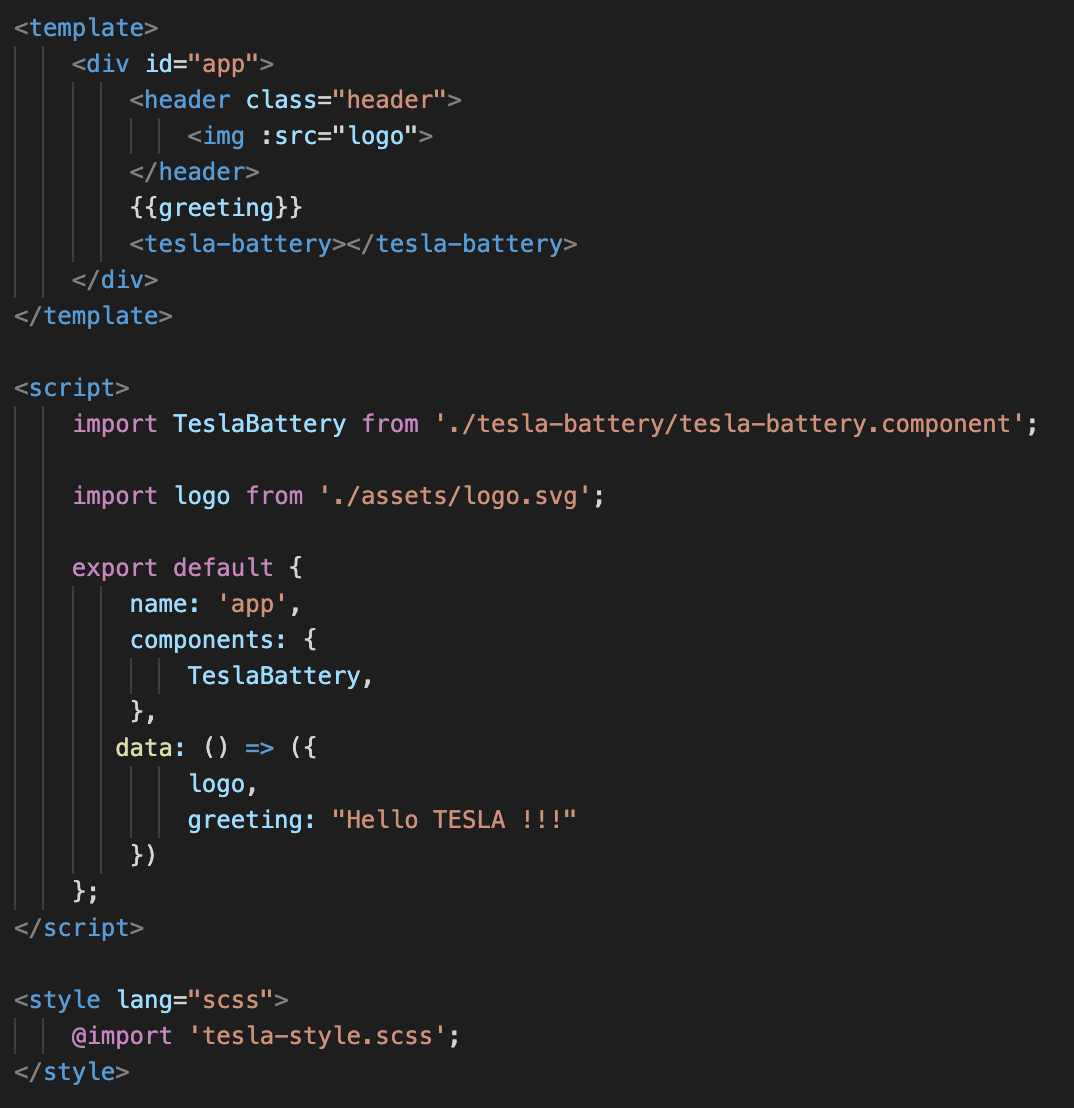 <template>
    <div id="app">
        <header class="header">
            <img :src="logo">
        </header>
        {{greeting}}
        <tesla-battery></tesla-battery>
    </div>
</template>

<script>
    import TeslaBattery from './tesla-battery/tesla-battery.component';

    import logo from './assets/logo.svg';

    export default {
        name: 'app',
        components: {
            TeslaBattery,
        },
       data: () => ({
            logo,
            greeting: "Hello TESLA !!!"
        })
    };
</script>

<style lang="scss">
    @import 'tesla-style.scss';
</style>